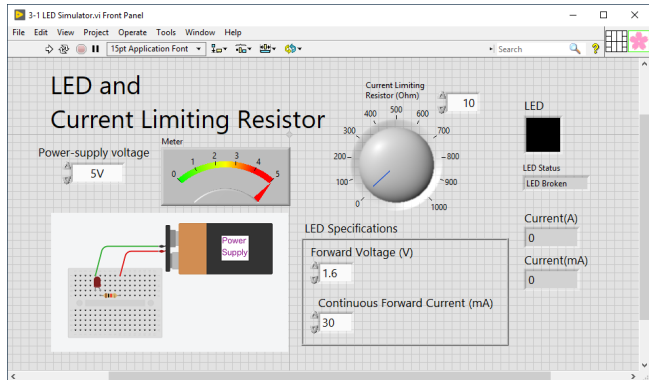 3-1 LED Simulator.vi Front Panel
File Edit View Project Operate Tools Window Help
15pt Application Font
Search
LED and
Current Limiting Resistor
Power-supply voltage
5V
Meter
0 1 2 3 4 5
Current Limiting
Resistor (Ohm)
10
0 100 200 300 400 500 600 700 800 900 1000
LED
LED Status
LED Broken
Current(A)
0
Current(mA)
0
Power
Supply
LED Specifications
Forward Voltage (V)
1.6
Continuous Forward Current (mA)
30